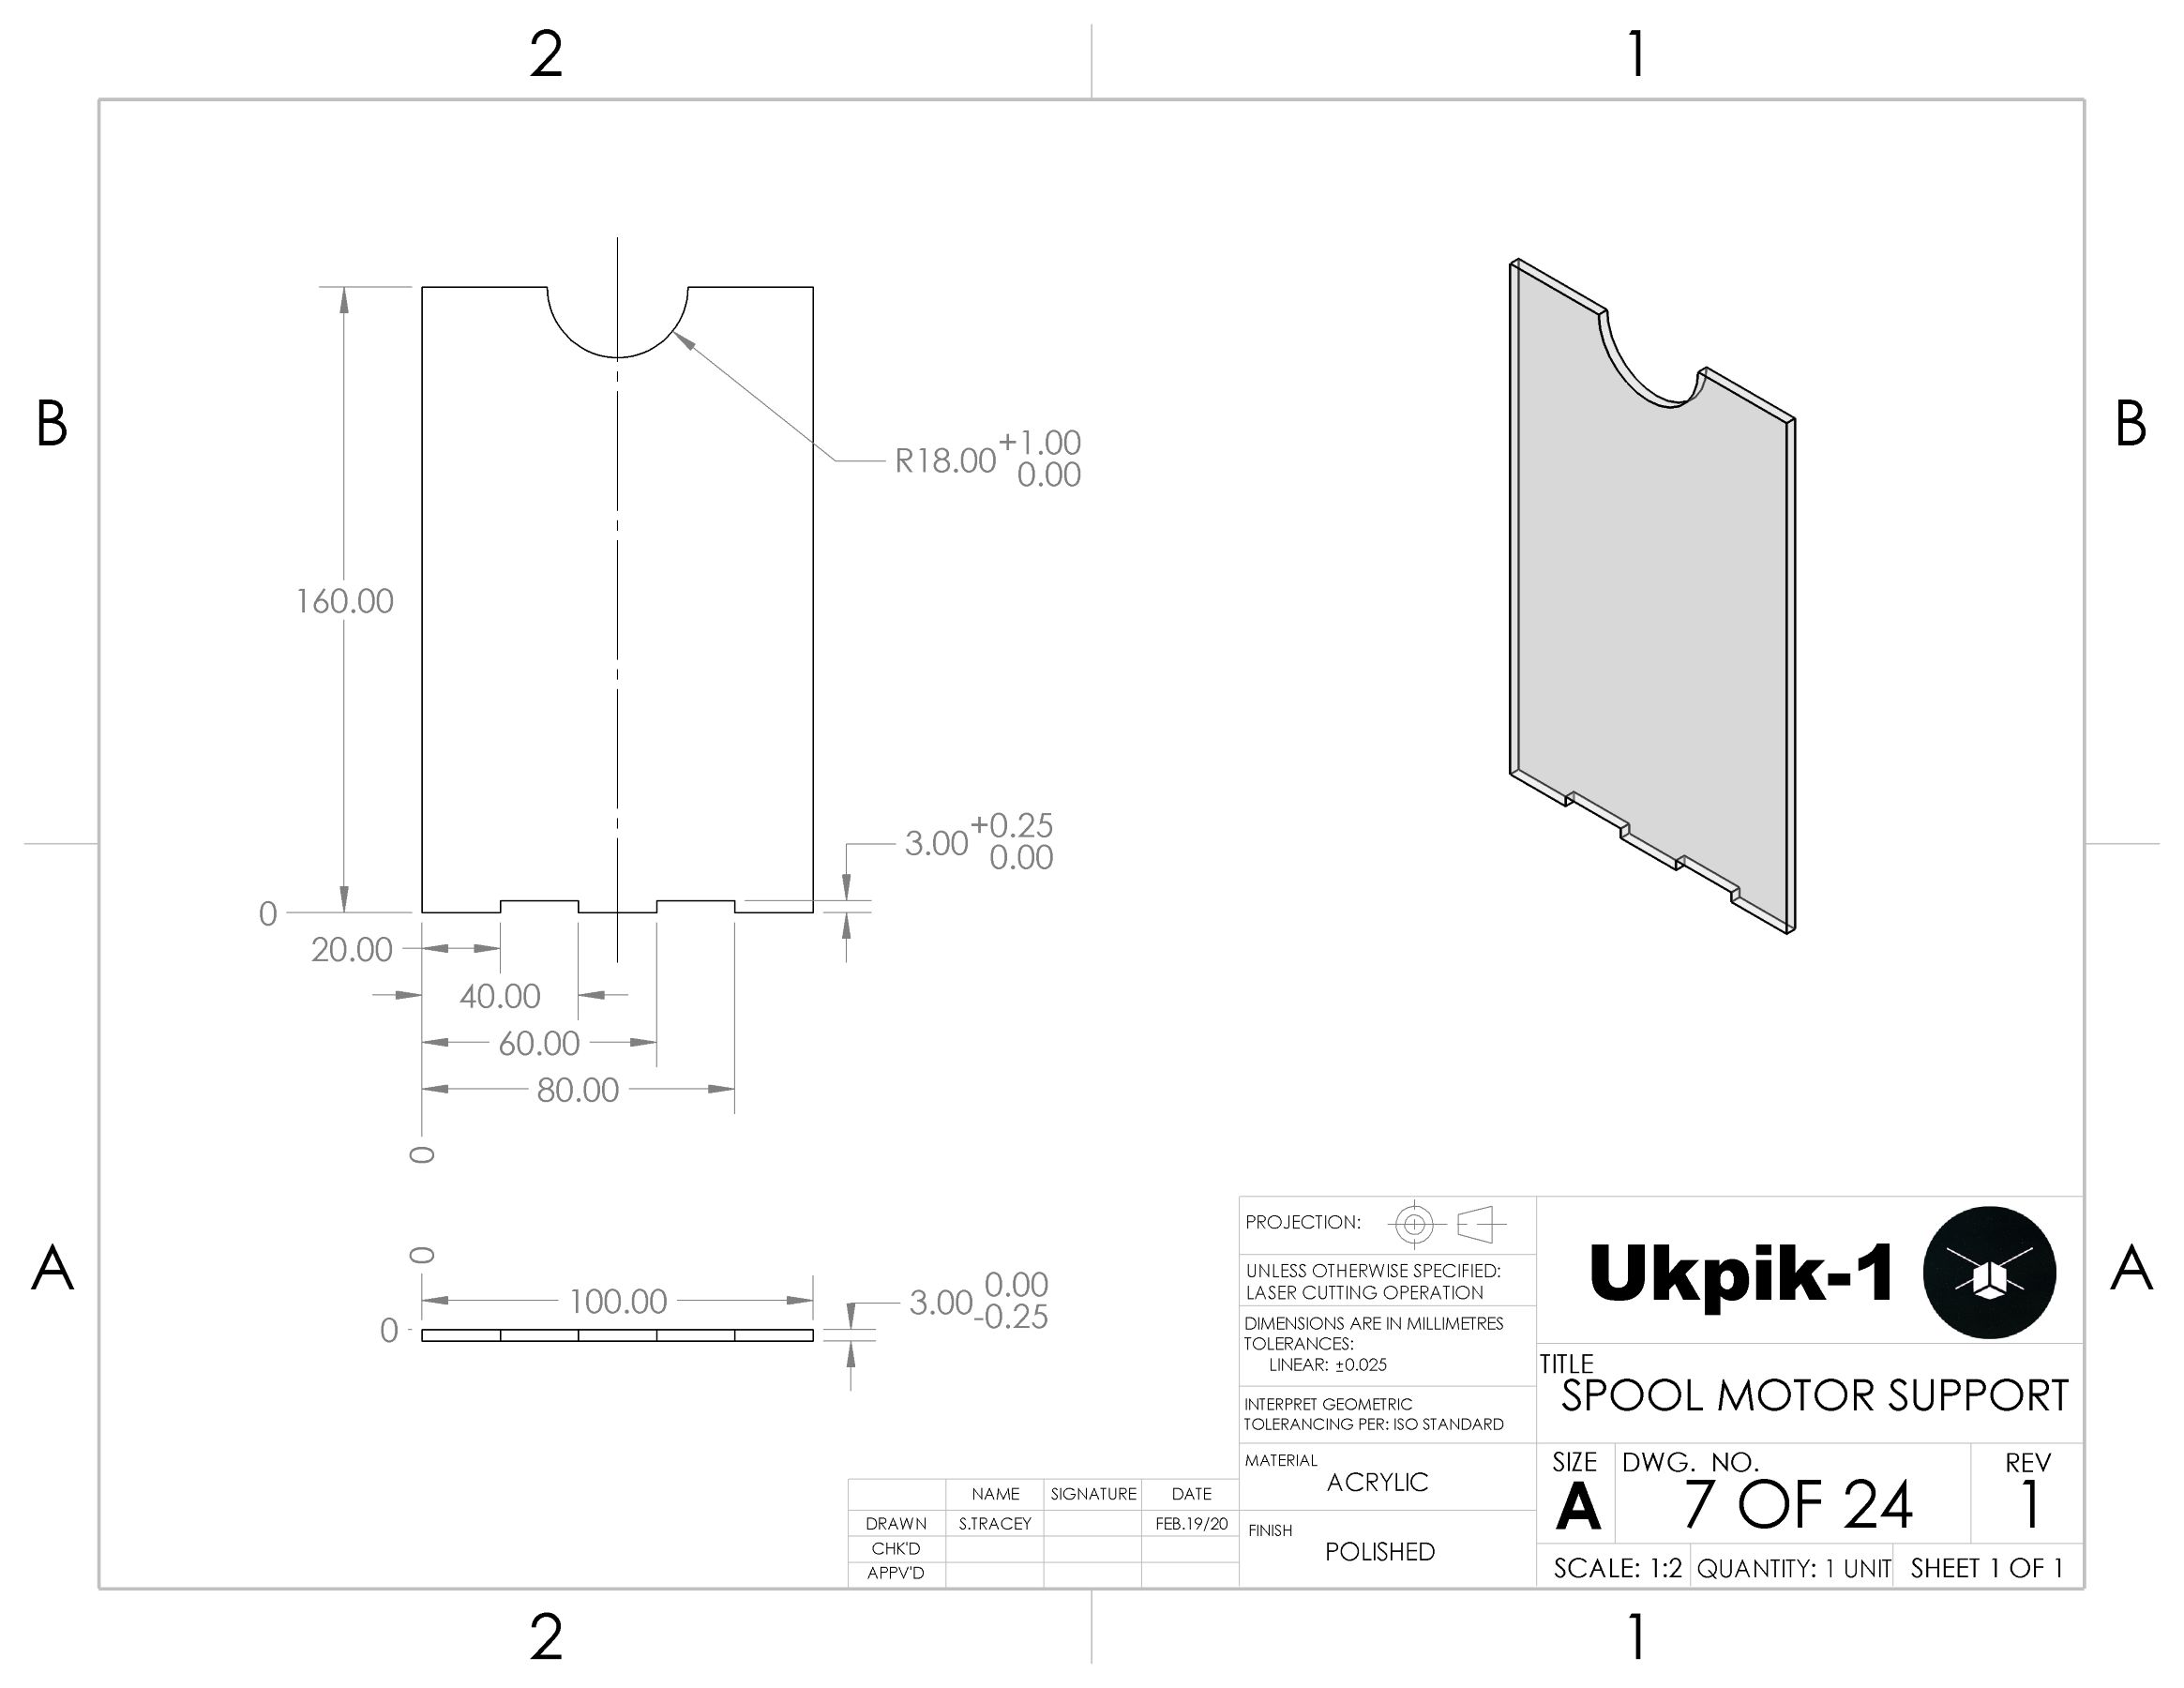 2 1
B B
160.00
R18.00 +1.00
0.00
3.00 +0.25
0.00
0
20.00
40.00
60.00
80.00
0
0
100.00
0
3.00 0.00
-0.25
A A
PROJECTION:
UNLESS OTHERWISE SPECIFIED:
LASER CUTTING OPERATION
DIMENSIONS ARE IN MILLIMETRES
TOLERANCES:
LINEAR: ±0.025
INTERPRET GEOMETRIC
TOLERANCING PER: ISO STANDARD
MATERIAL
ACRYLIC
FINISH
POLISHED
Ukpik-1
TITLE
SPOOL MOTOR SUPPORT
SIZE
A
DWG. NO.
7 OF 24
REV
1
SCALE: 1:2 QUANTITY: 1 UNIT SHEET 1 OF 1
NAME SIGNATURE DATE
DRAWN S.TRACEY FEB.19/20
CHK'D
APPV'D
2 1